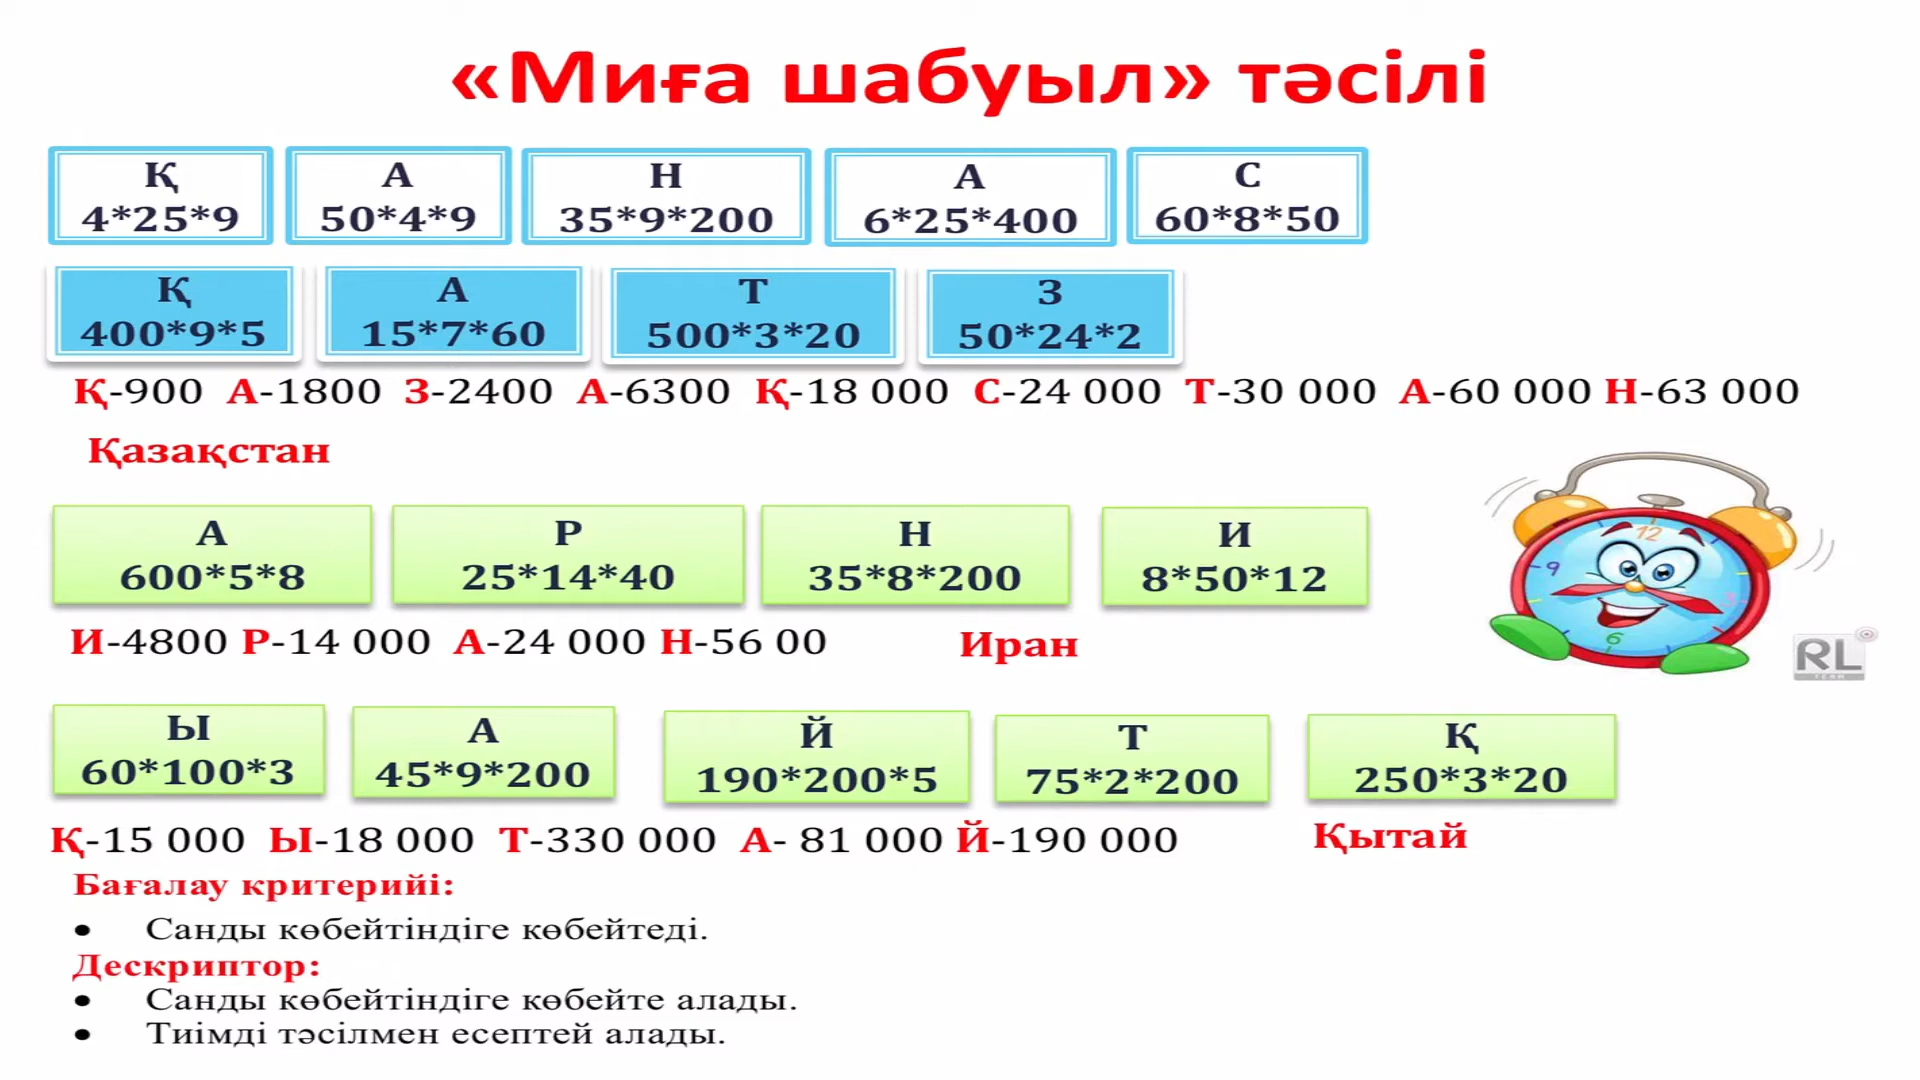 «Миға шабуыл» тәсілі
Қ
4*25*9
А
50*4*9
Н
35*9*200
А
6*25*400
С
60*8*50
Қ
400*9*5
А
15*7*60
Т
500*3*20
З
50*24*2
Қ-900 А-1800 З-2400 А-6300 Қ-18 000 С-24 000 Т-30 000 А-60 000 Н-63 000
Қазақстан
А
600*5*8
Р
25*14*40
Н
35*8*200
И
8*50*12
12
9
3
6
И-4800 Р-14 000 А-24 000 Н-56 00
Иран
RL
TEAM
Ы
60*100*3
А
45*9*200
Й
190*200*5
Т
75*2*200
Қ
250*3*20
Қ-15 000 Ы-18 000 Т-330 000 А- 81 000 Й-190 000
Қытай
Бағалау критерийі:
• Санды көбейтіндіге көбейтеді.
Дескриптор:
• Санды көбейтіндіге көбейте алады.
• Тиімді тәсілмен есептей алады.